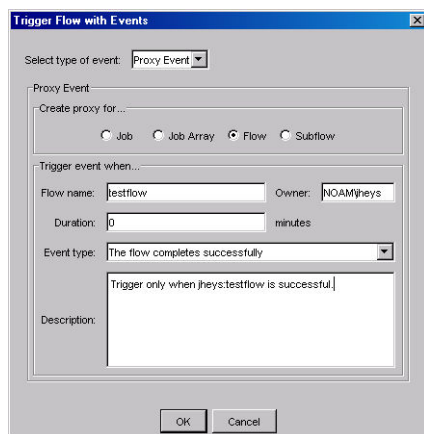 Trigger Flow with Events
Select type of event: Proxy Event
Proxy Event
Create proxy for...
Job Job Array Flow Subflow
Trigger event when...
Flow name: testflow Owner: NOAM\jheys
Duration: 0 minutes
Event type: The flow completes successfully
Trigger only when jheys:testflow is successful.
Description:
OK Cancel